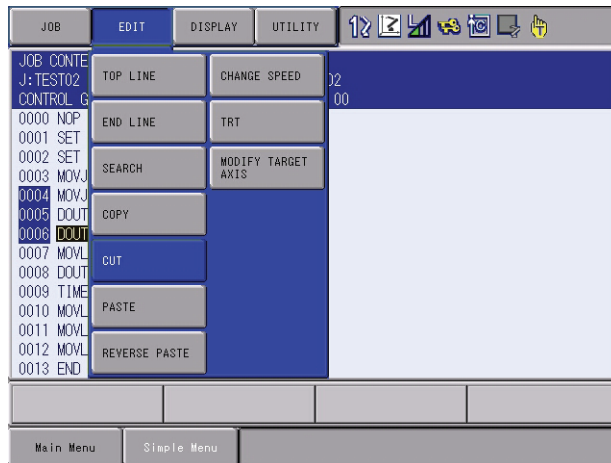 JOB EDIT DISPLAY UTILITY
JOB CONTE
J:TEST02 02
CONTROL G 00
0000 NOP
0001 SET
0002 SET
0003 MOVJ
0004 MOVJ
0005 DOUT
0006 DOUT
0007 MOVL
0008 DOUT
0009 TIME
0010 MOVL
0011 MOVL
0012 MOVL
0013 END
TOP LINE
END LINE
SEARCH
COPY
CUT
PASTE
REVERSE PASTE
CHANGE SPEED
TRT
MODIFY TARGET
AXIS
Main Menu Simple Menu